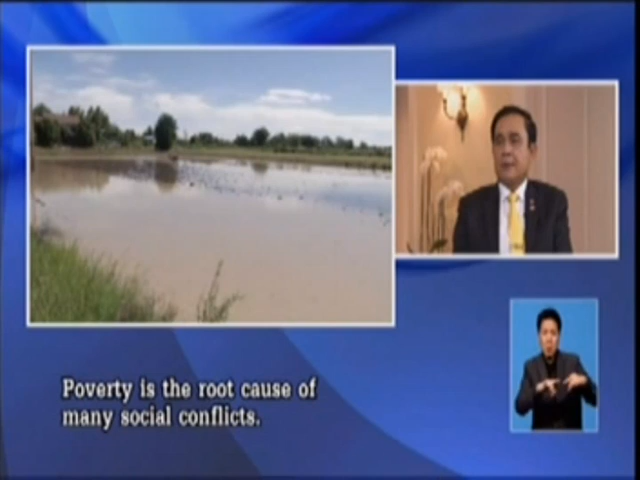 Poverty is the root cause of
many social conflicts.